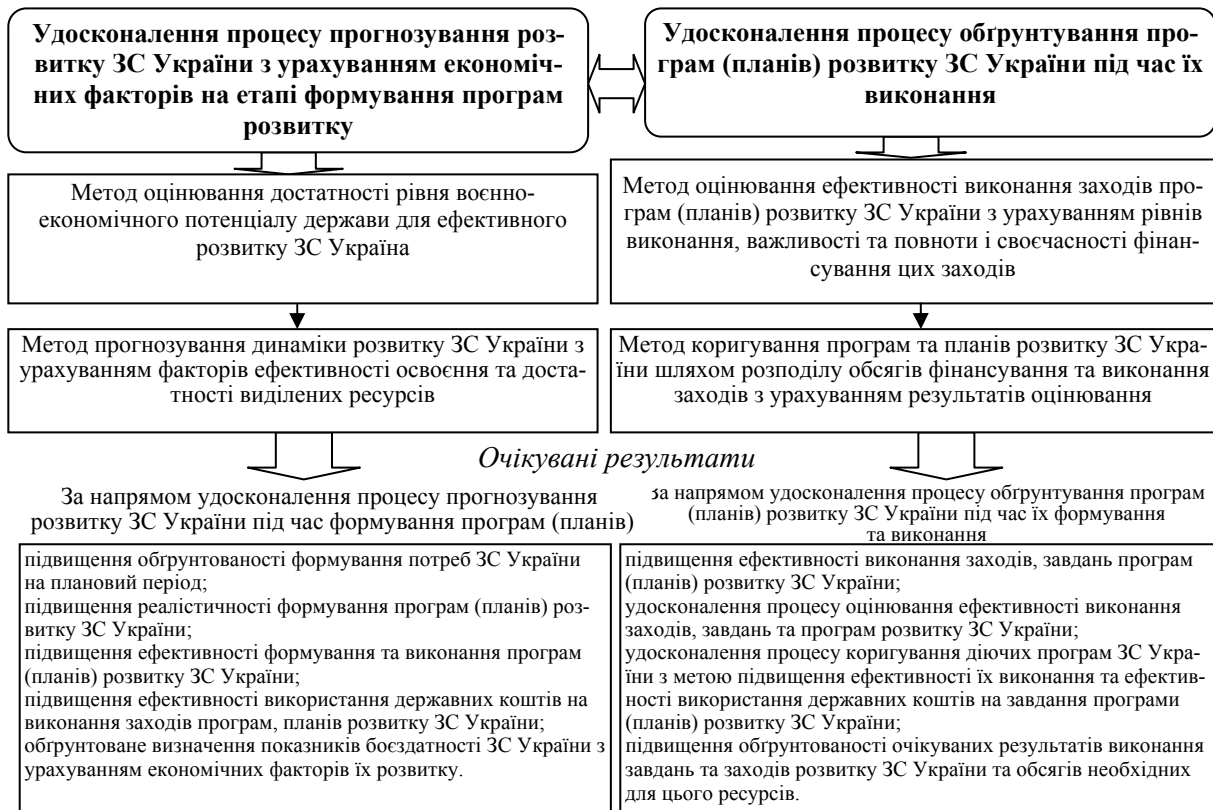 Удосконалення процесу прогнозування роз-
витку ЗС України з урахуванням економіч-
них факторів на етапі формування програм
розвитку
Удосконалення процесу обґрунтування про-
грам (планів) розвитку ЗС України під час їх
виконання
Метод оцінювання достатності рівня воєнно-
економічного потенціалу держави для ефективного
розвитку ЗС Україна
Метод оцінювання ефективності виконання заходів про-
грам (планів) розвитку ЗС України з урахуванням рівнів
виконання, важливості та повноти і своєчасності фінан-
сування цих заходів
Метод прогнозування динаміки розвитку ЗС України з
урахуванням факторів ефективності освоєння та дос-
татності виділених ресурсів
Метод коригування програм та планів розвитку ЗС Укра-
їни шляхом розподілу обсягів фінансування та виконання
заходів з урахуванням результатів оцінювання
Очікувані результати
За напрямом удосконалення процесу прогнозування
розвитку ЗС України під час формування програм (планів)
За напрямом удосконалення процесу обґрунтування програм
(планів) розвитку ЗС України під час їх формування
та виконання
підвищення обґрунтованості формування потреб ЗС України
на плановий період;
підвищення реалістичності формування програм (планів) роз-
витку ЗС України;
підвищення ефективності формування та виконання програм
(планів) розвитку ЗС України;
підвищення ефективності використання державних коштів на
виконання заходів програм, планів розвитку ЗС України;
обґрунтоване визначення показників боєздатності ЗС України з
урахуванням економічних факторів їх розвитку.
підвищення ефективності виконання заходів, завдань програм
(планів) розвитку ЗС України;
удосконалення процесу оцінювання ефективності виконання
заходів, завдань та програм розвитку ЗС України;
удосконалення процесу коригування діючих програм ЗС Укра-
їни з метою підвищення ефективності їх виконання та ефектив-
ності використання державних коштів на завдання програми
(планів) розвитку ЗС України;
підвищення обґрунтованості очікуваних результатів виконання
завдань та заходів розвитку ЗС України та обсягів необхідних
для цього ресурсів.